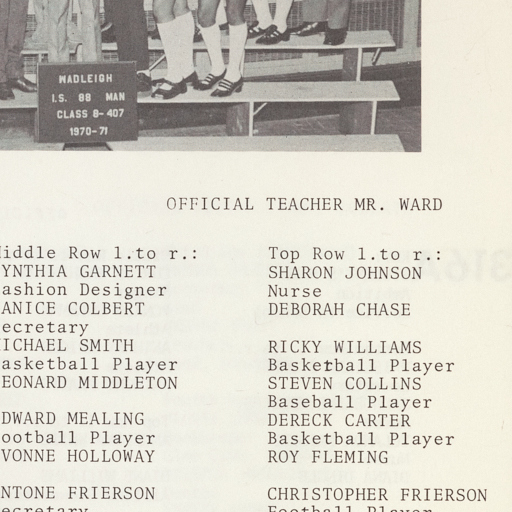 WADLEIGH
I.S. 88 MAN
CLASS 8-407
1970-71
OFFICIAL TEACHER MR. WARD
iddle Row l.to r.:
YNTHIA GARNETT
ashion Designer
ANICE COLBERT
ecretary
ICHAEL SMITH
asketball Player
EONARD MIDDLETON
DWARD MEALING
ootball Player
VONNE HOLLOWAY
NTONE FRIERSON
ecretary
Top Row l.to r.:
SHARON JOHNSON
Nurse
DEBORAH CHASE
RICKY WILLIAMS
Basketball Player
STEVEN COLLINS
Baseball Player
DERECK CARTER
Basketball Player
ROY FLEMING
CHRISTOPHER FRIERSON
Football Player